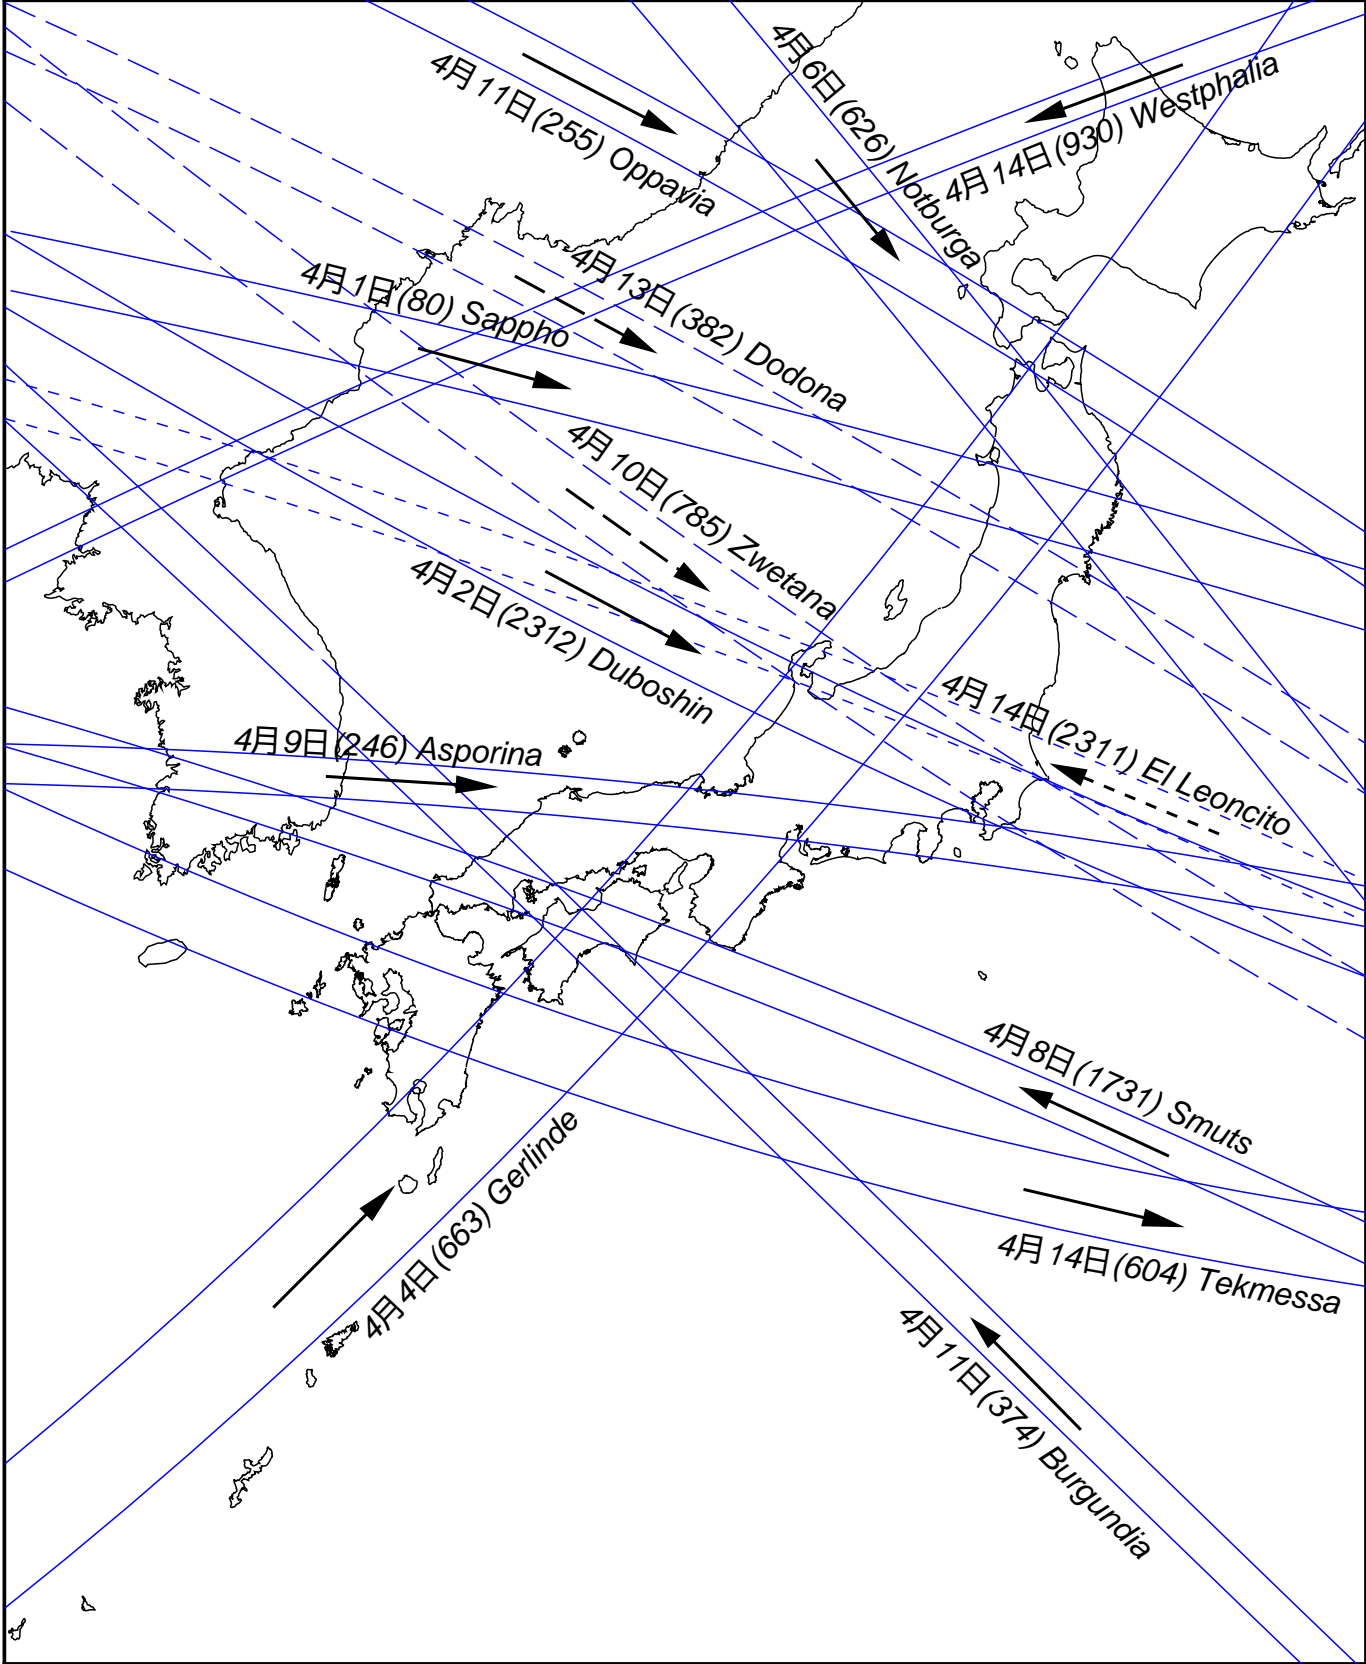 4月6日(626) Notburga
4月11日(255) Oppavia
4月14日(930) Westphalia
4月13日(382) Dodona
4月1日(80) Sappho
4月10日(785) Zwetana
4月2日(2312) Duboshin
4月14日(2311) El Leoncito
4月9日(246) Asporina
4月8日(1731) Smuts
4月4日(663) Gerlinde
4月14日(604) Tekmessa
4月11日(374) Burgundia